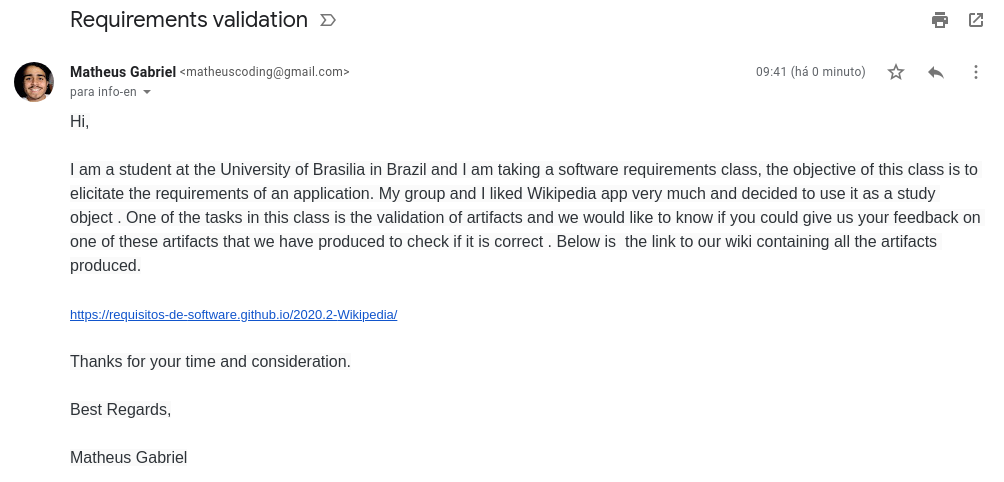 Requirements validation
Matheus Gabriel <matheuscoding@gmail.com>
09:41 (há 0 minuto)
para info-en
Hi,
I am a student at the University of Brasilia in Brazil and I am taking a software requirements class, the objective of this class is to
elicitate the requirements of an application. My group and I liked Wikipedia app very much and decided to use it as a study
object . One of the tasks in this class is the validation of artifacts and we would like to know if you could give us your feedback on
one of these artifacts that we have produced to check if it is correct . Below is  the link to our wiki containing all the artifacts
produced.
https://requisitos-de-software.github.io/2020.2-Wikipedia/
Thanks for your time and consideration.
Best Regards,
Matheus Gabriel